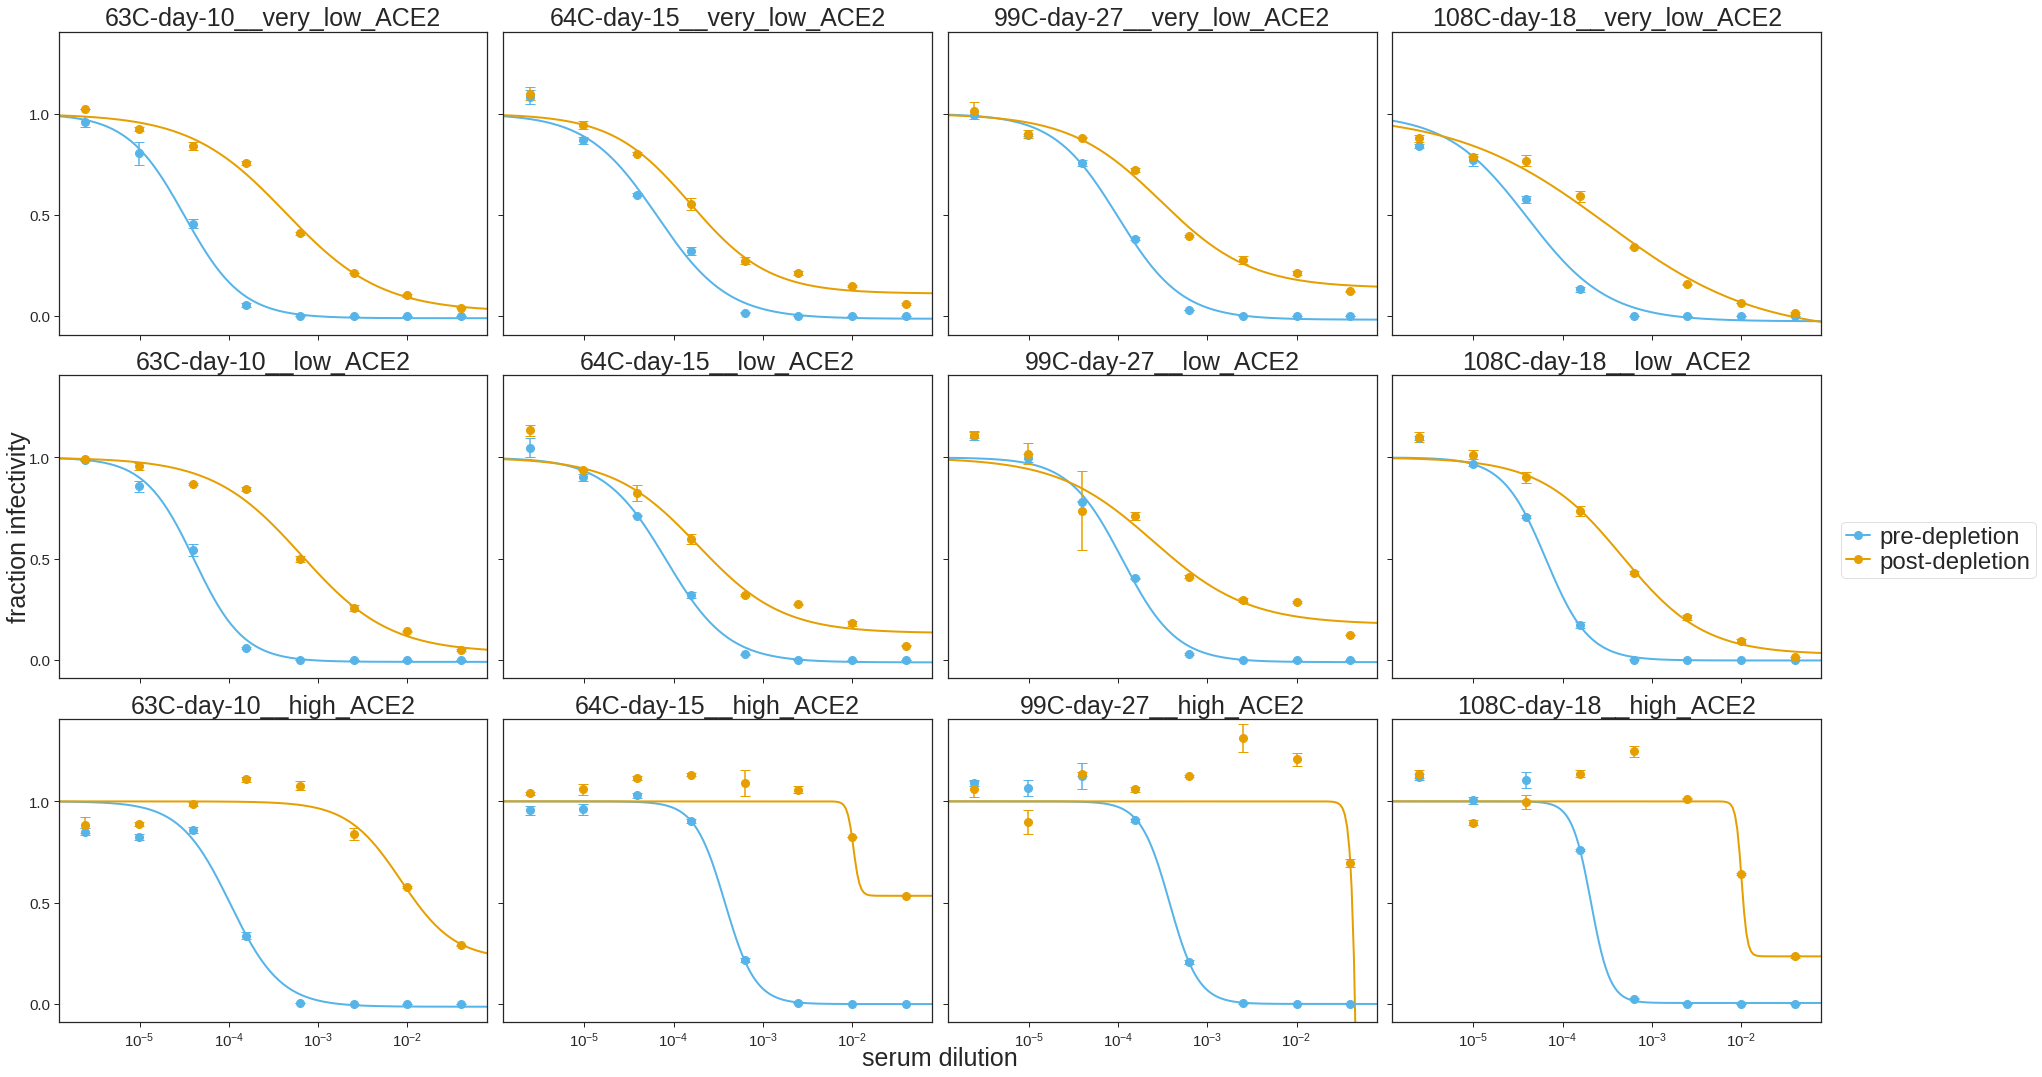 63C-day-10__very_low_ACE2
64C-day-15__very_low_ACE2
99C-day-27__very_low_ACE2
108C-day-18__very_low_ACE2
1.0
0.5
0.0
63C-day-10__low_ACE2
64C-day-15__low_ACE2
99C-day-27__low_ACE2
108C-day-18__low_ACE2
fraction infectivity
1.0
0.5
0.0
pre-depletion
post-depletion
63C-day-10__high_ACE2
64C-day-15__high_ACE2
99C-day-27__high_ACE2
108C-day-18__high_ACE2
1.0
0.5
0.0
10⁻⁵ 10⁻⁴ 10⁻³ 10⁻²
10⁻⁵ 10⁻⁴ 10⁻³ 10⁻²
10⁻⁵ 10⁻⁴ 10⁻³ 10⁻²
10⁻⁵ 10⁻⁴ 10⁻³ 10⁻²
serum dilution